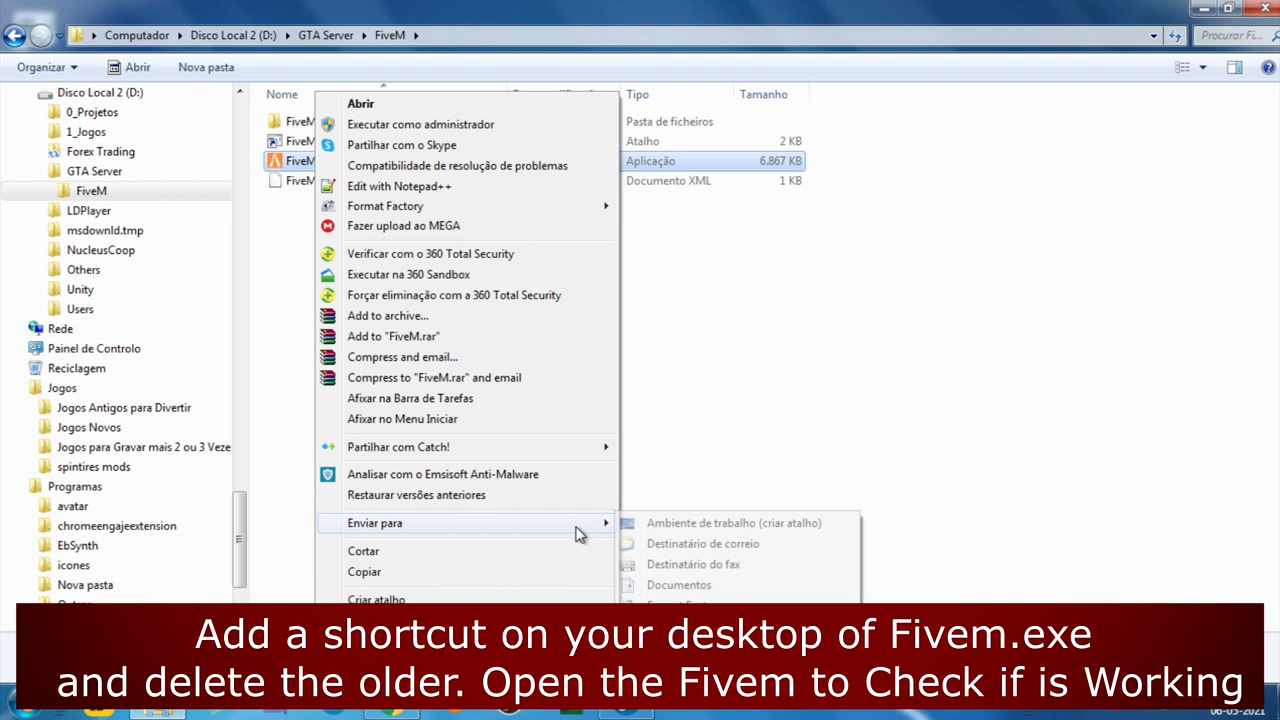 Computador
Disco Local 2 (D:)
GTA Server
FiveM
Procurar Fi...
Organizar
Abrir
Nova pasta
Nome
Tipo
Tamanho
Disco Local 2 (D:)
0_Projetos
1_Jogos
Forex Trading
GTA Server
FiveM
LDPlayer
msdownld.tmp
NucleusCoop
Others
Unity
Users
Rede
Painel de Controlo
Reciclagem
Jogos
Jogos Antigos para Divertir
Jogos Novos
Jogos para Gravar mais 2 ou 3 Veze
spintires mods
Programas
avatar
chromeengajeextension
EbSynth
icones
Nova pasta
FiveM
Pasta de ficheiros
FiveM
Atalho
2 KB
FiveM
Aplicação
6.867 KB
FiveM
Documento XML
1 KB
Abrir
Executar como administrador
Partilhar com o Skype
Compatibilidade de resolução de problemas
Edit with Notepad++
Format Factory
Fazer upload ao MEGA
Verificar com o 360 Total Security
Executar na 360 Sandbox
Forçar eliminação com a 360 Total Security
Add to archive...
Add to "FiveM.rar"
Compress and email...
Compress to "FiveM.rar" and email
Afixar na Barra de Tarefas
Afixar no Menu Iniciar
Partilhar com Catch!
Analisar com o Emsisoft Anti-Malware
Restaurar versões anteriores
Enviar para
Cortar
Copiar
Criar atalho
Ambiente de trabalho (criar atalho)
Destinatário de correio
Destinatário do fax
Documentos
Add a shortcut on your desktop of Fivem.exe
and delete the older. Open the Fivem to Check if is Working